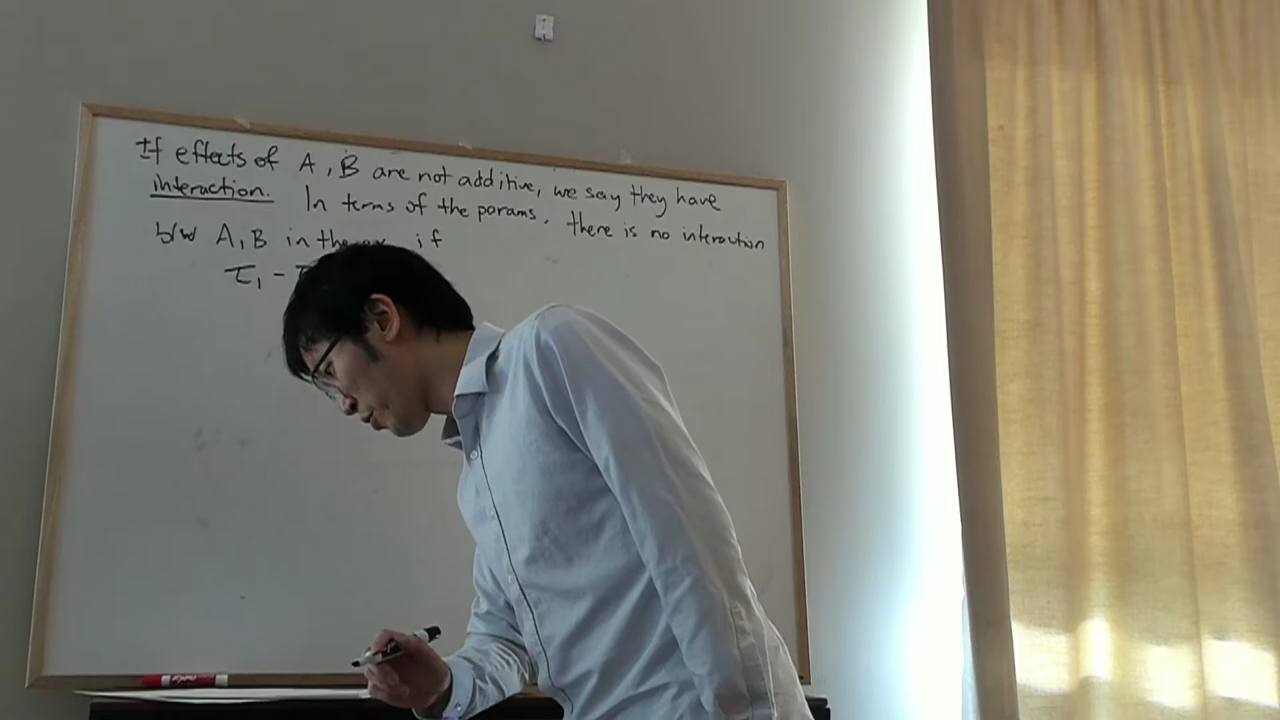 If effects of A, B are not additive, we say they have
interaction. In terms of the params, there is no interaction
b/w A, B in if
τ₁ -